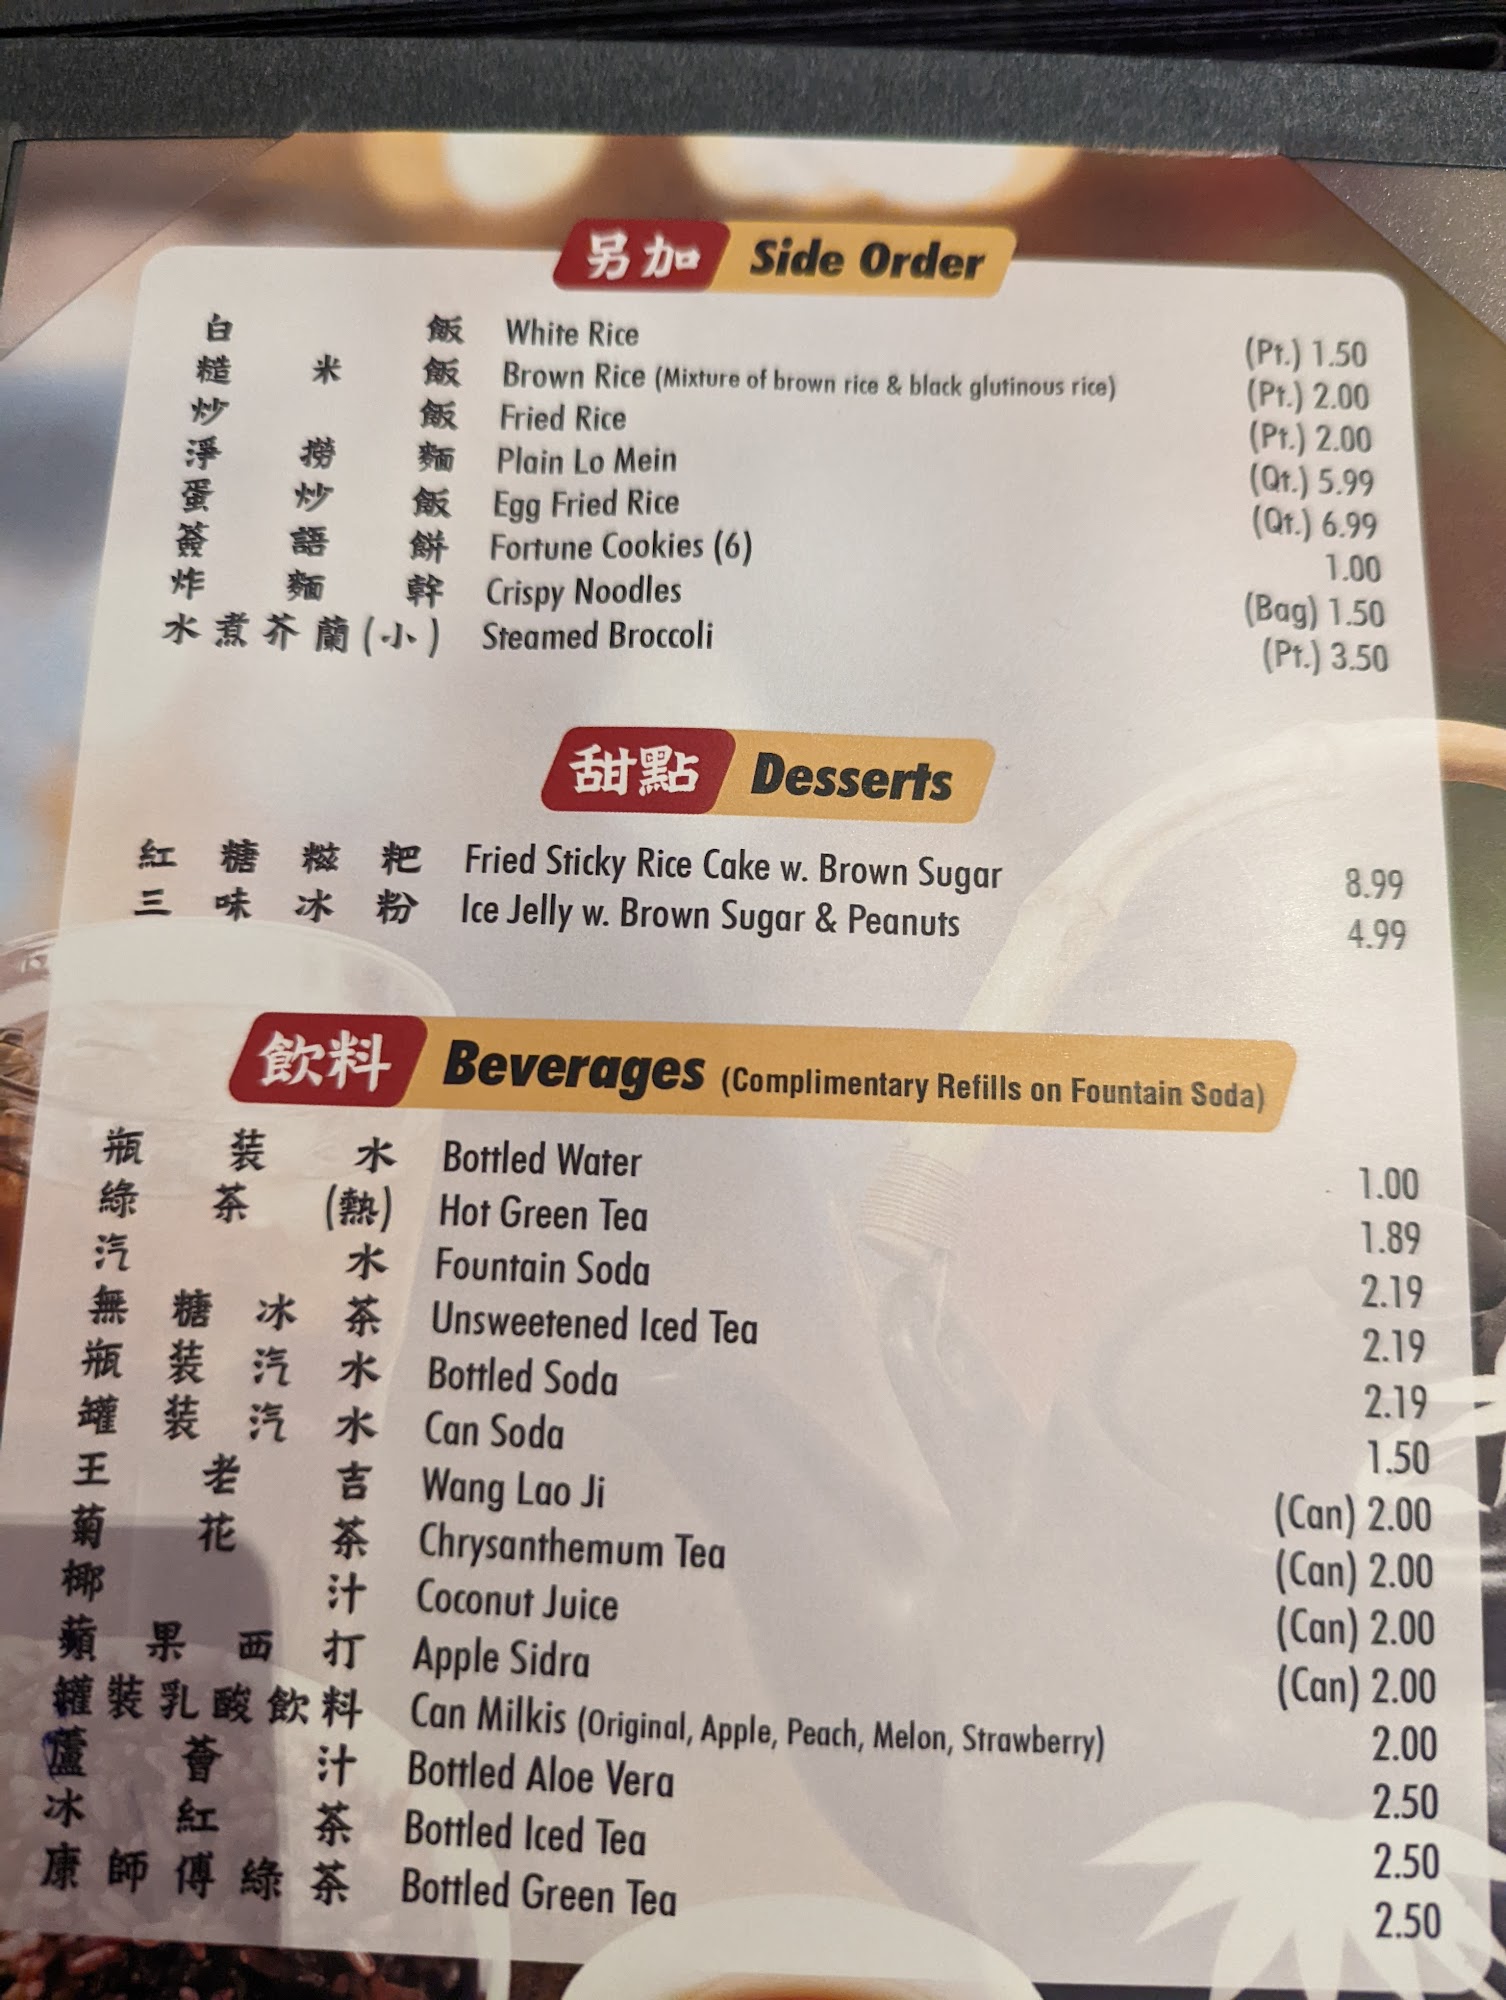 另加 Side Order
白飯 White Rice (Pt.) 1.50
糙米飯 Brown Rice (Mixture of brown rice & black glutinous rice) (Pt.) 2.00
炒飯 Fried Rice (Pt.) 2.00
淨撈麵 Plain Lo Mein (Qt.) 5.99
蛋炒飯 Egg Fried Rice (Qt.) 6.99
簽語餅 Fortune Cookies (6) 1.00
炸麵幹 Crispy Noodles (Bag) 1.50
水煮芥蘭(小) Steamed Broccoli (Pt.) 3.50
甜點 Desserts
紅糖糍粑 Fried Sticky Rice Cake w. Brown Sugar 8.99
三味冰粉 Ice Jelly w. Brown Sugar & Peanuts 4.99
飲料 Beverages (Complimentary Refills on Fountain Soda)
瓶装水 Bottled Water 1.00
綠茶(熱) Hot Green Tea 1.89
汽水 Fountain Soda 2.19
無糖冰茶 Unsweetened Iced Tea 2.19
瓶装汽水 Bottled Soda 2.19
罐装汽水 Can Soda 1.50
王老吉 Wang Lao Ji (Can) 2.00
菊花茶 Chrysanthemum Tea (Can) 2.00
椰汁 Coconut Juice (Can) 2.00
蘋果西打 Apple Sidra (Can) 2.00
罐裝乳酸飲料 Can Milkis (Original, Apple, Peach, Melon, Strawberry) 2.00
蘆薈汁 Bottled Aloe Vera 2.50
冰紅茶 Bottled Iced Tea 2.50
康師傅綠茶 Bottled Green Tea 2.50